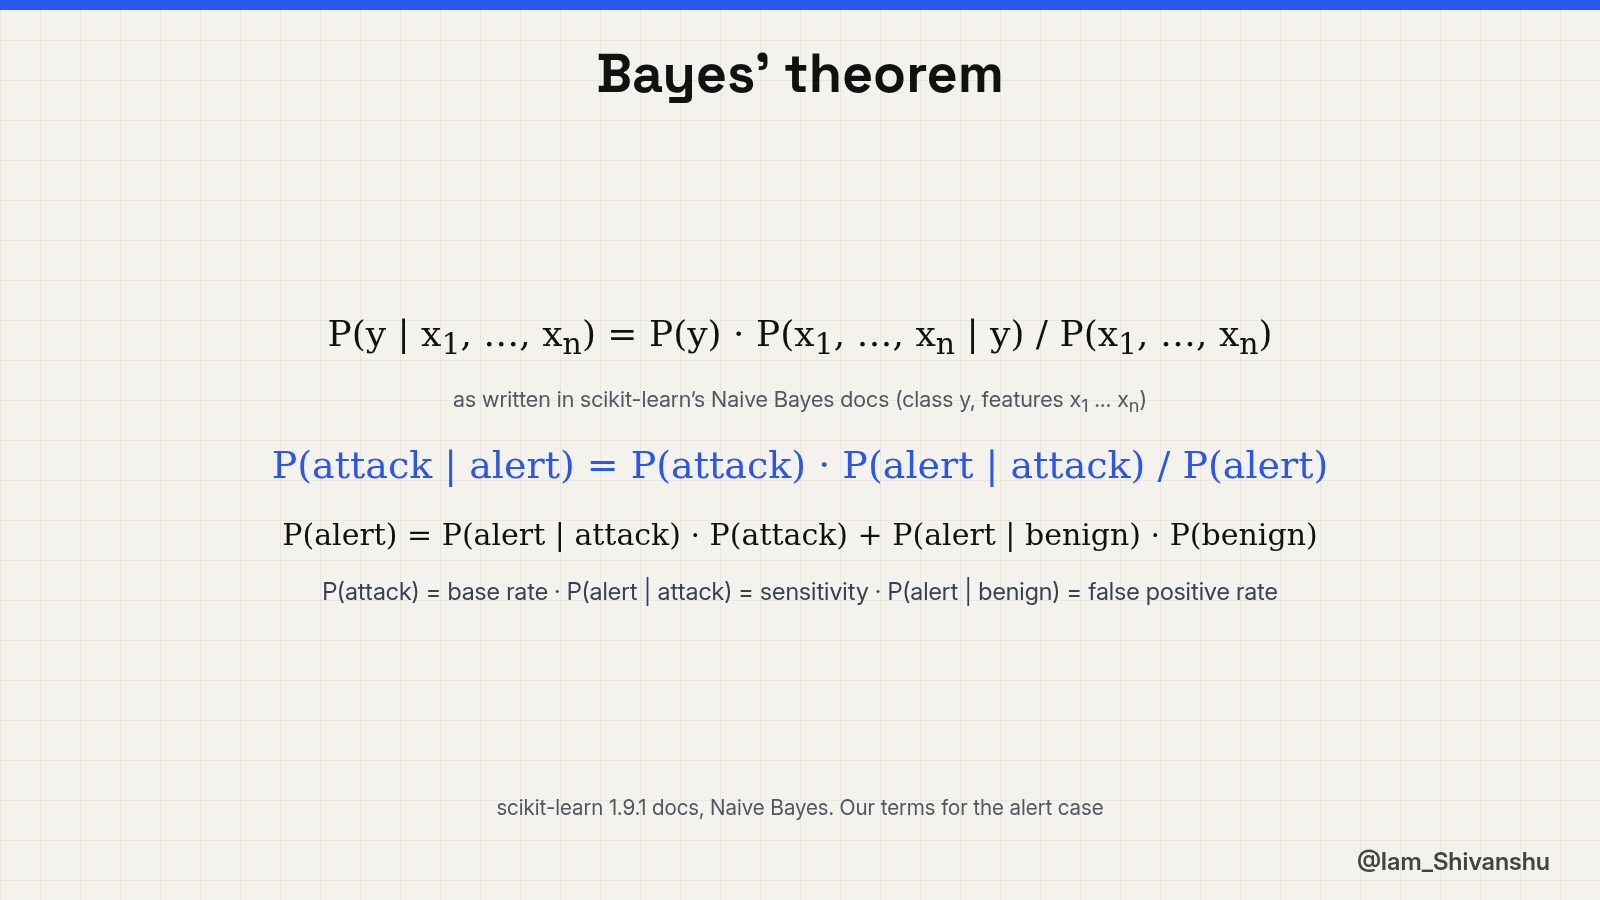 Bayes’ theorem
P(y | x₁, …, xₙ) = P(y) · P(x₁, …, xₙ | y) / P(x₁, …, xₙ)
as written in scikit-learn’s Naive Bayes docs (class y, features x₁ … xₙ)
P(attack | alert) = P(attack) · P(alert | attack) / P(alert)
P(alert) = P(alert | attack) · P(attack) + P(alert | benign) · P(benign)
P(attack) = base rate · P(alert | attack) = sensitivity · P(alert | benign) = false positive rate
scikit-learn 1.9.1 docs, Naive Bayes. Our terms for the alert case
@Iam_Shivanshu